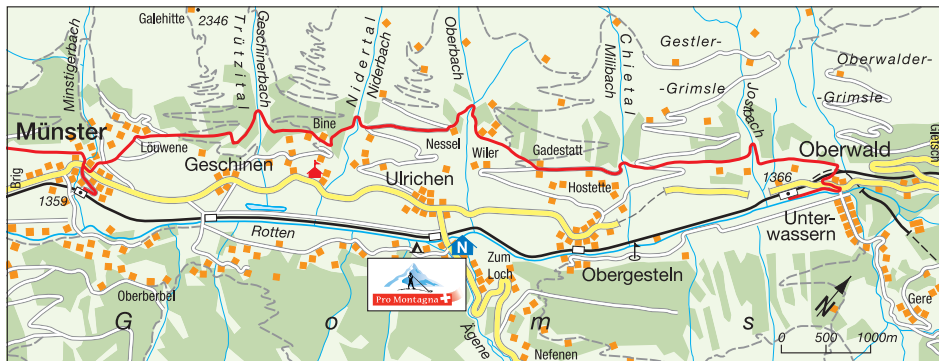 Galehitte 2346
Minstigerbach
Trützital
Geschinerbach
Nidertal
Niderbach
Oberbach
Chietal
Milibach
Gestler-
-Grimsle
Jostbach
Oberwalder-
-Grimsle
Gletsch
Münster
Löuwene
Bine
Nessel
Wiler
Gadestatt
Oberwald
Geschinen
Ulrichen
Hostette
Brig
1359
1366
Rotten
N
Unter-
wassern
Zum
Loch
Obergesteln
Pro Montagna
Oberberbel
Gere
G o m s
N
Ägene
Nefenen
0 500 1000m